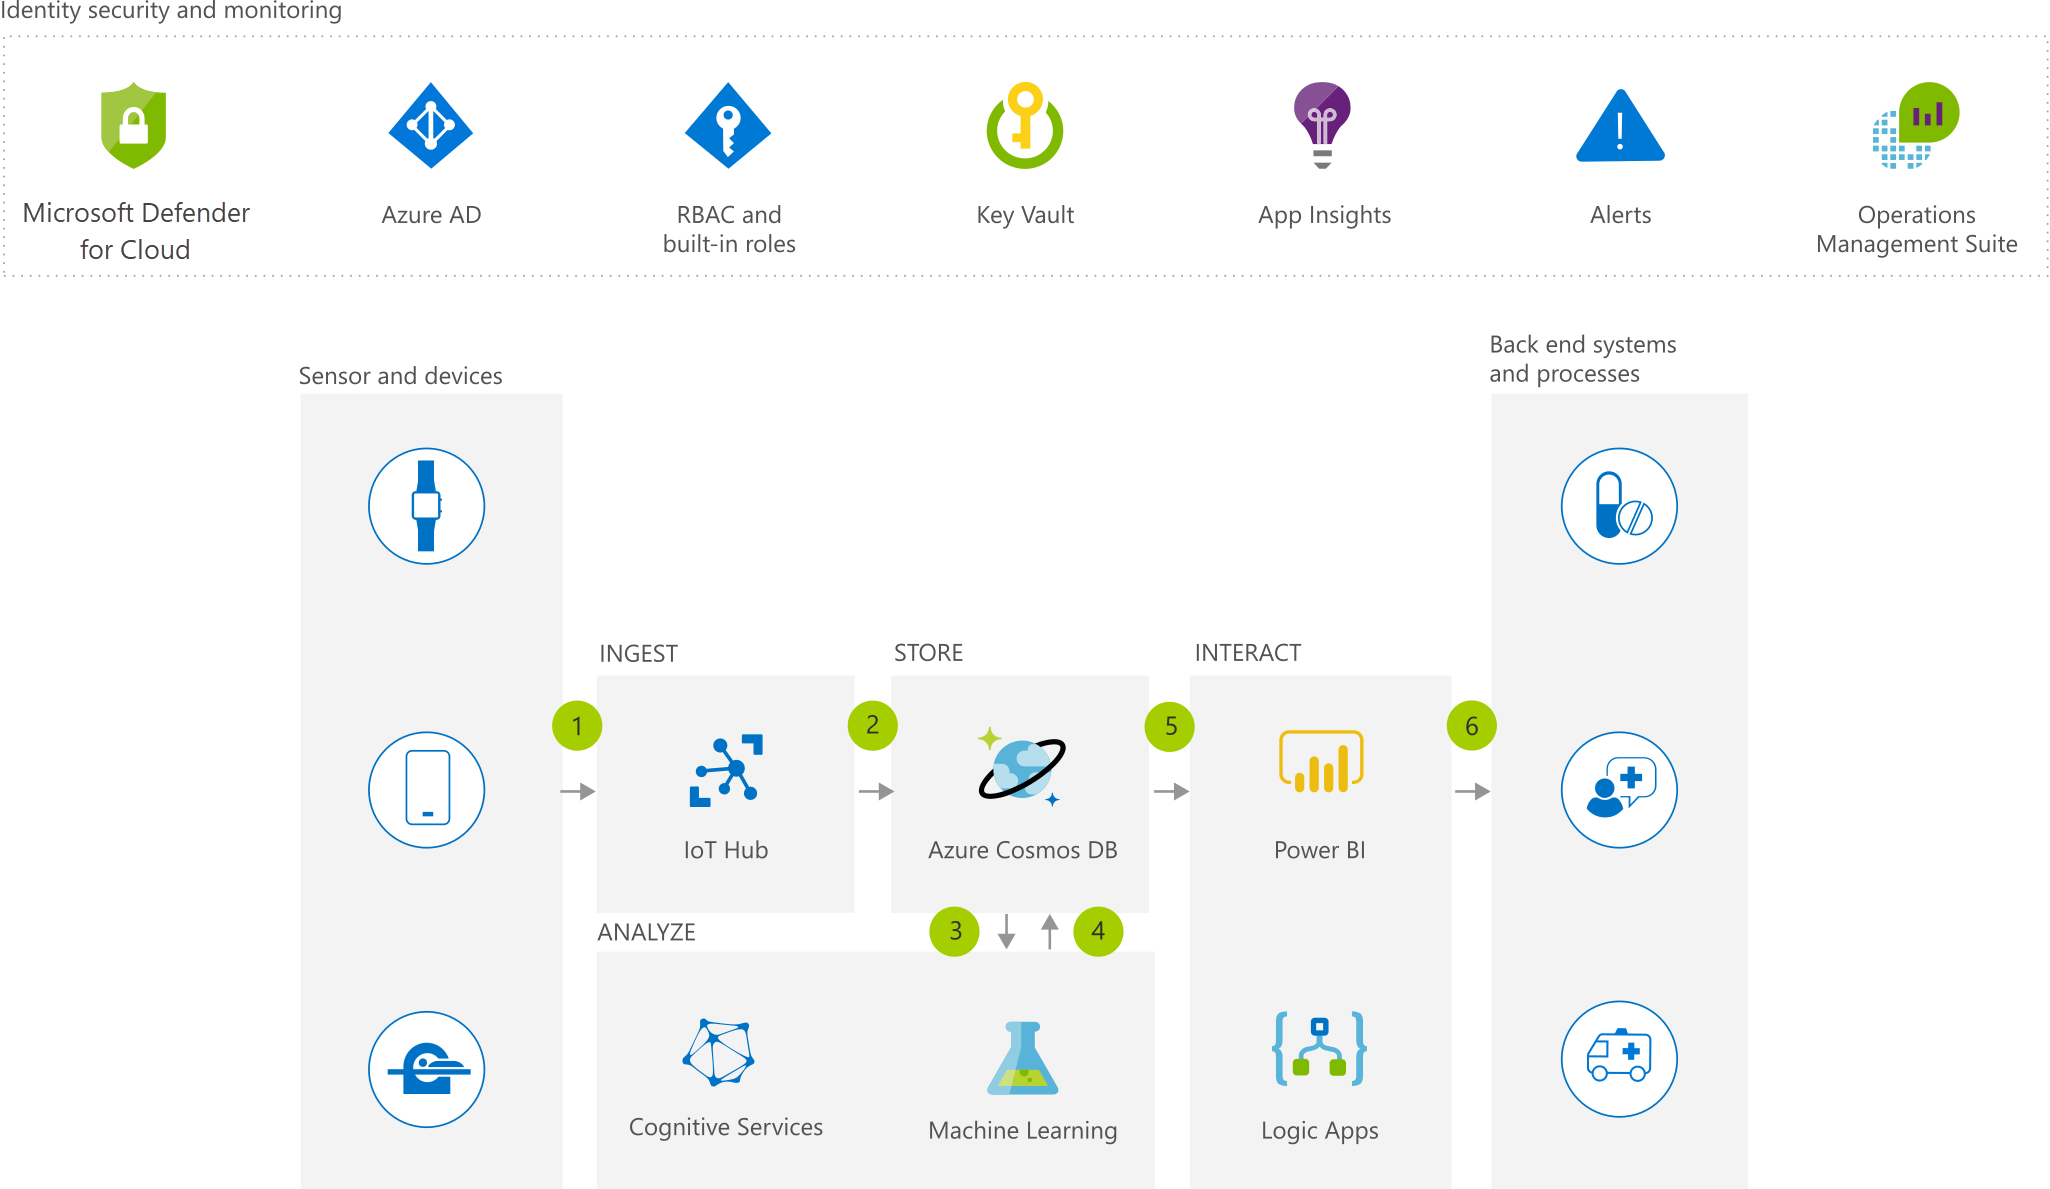 Identity security and monitoring
Microsoft Defender
for Cloud
Azure AD
RBAC and
built-in roles
Key Vault
App Insights
Alerts
Operations
Management Suite
Sensor and devices
Back end systems
and processes
INGEST
STORE
INTERACT
1
2
5
6
IoT Hub
Azure Cosmos DB
Power BI
ANALYZE
3
4
Cognitive Services
Machine Learning
Logic Apps